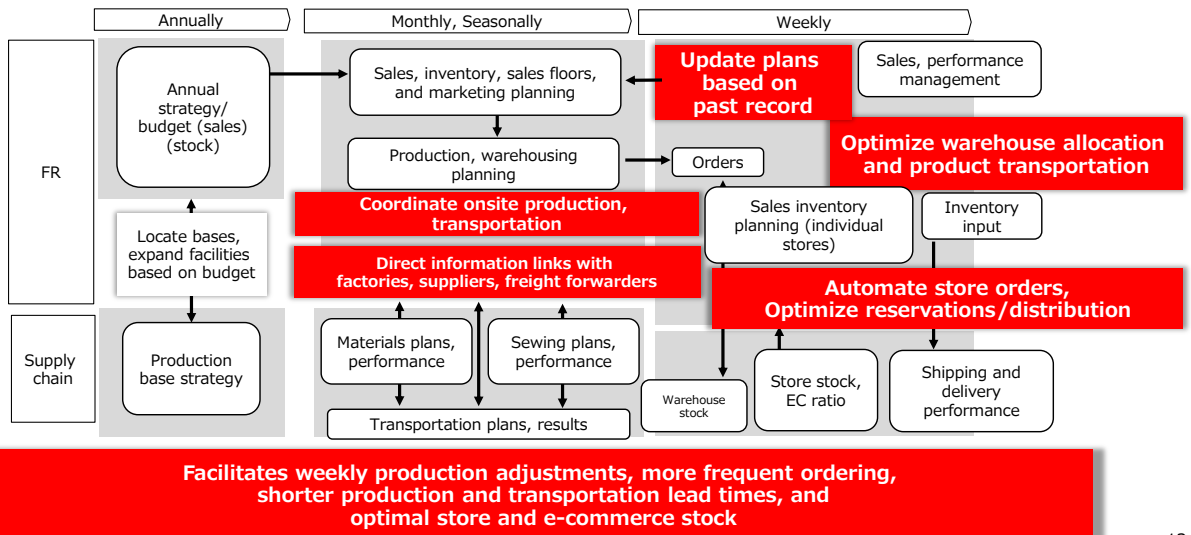 Annually
Monthly, Seasonally
Weekly
FR
Annual
strategy/
budget (sales)
(stock)
Sales, inventory, sales floors,
and marketing planning
Update plans
based on
past record
Sales, performance
management
Production, warehousing
planning
Orders
Optimize warehouse allocation
and product transportation
Coordinate onsite production,
transportation
Sales inventory
planning (individual
stores)
Inventory
input
Locate bases,
expand facilities
based on budget
Direct information links with
factories, suppliers, freight forwarders
Automate store orders,
Optimize reservations/distribution
Supply
chain
Production
base strategy
Materials plans,
performance
Sewing plans,
performance
Transportation plans, results
Warehouse
stock
Store stock,
EC ratio
Shipping and
delivery
performance
Facilitates weekly production adjustments, more frequent ordering,
shorter production and transportation lead times, and
optimal store and e-commerce stock